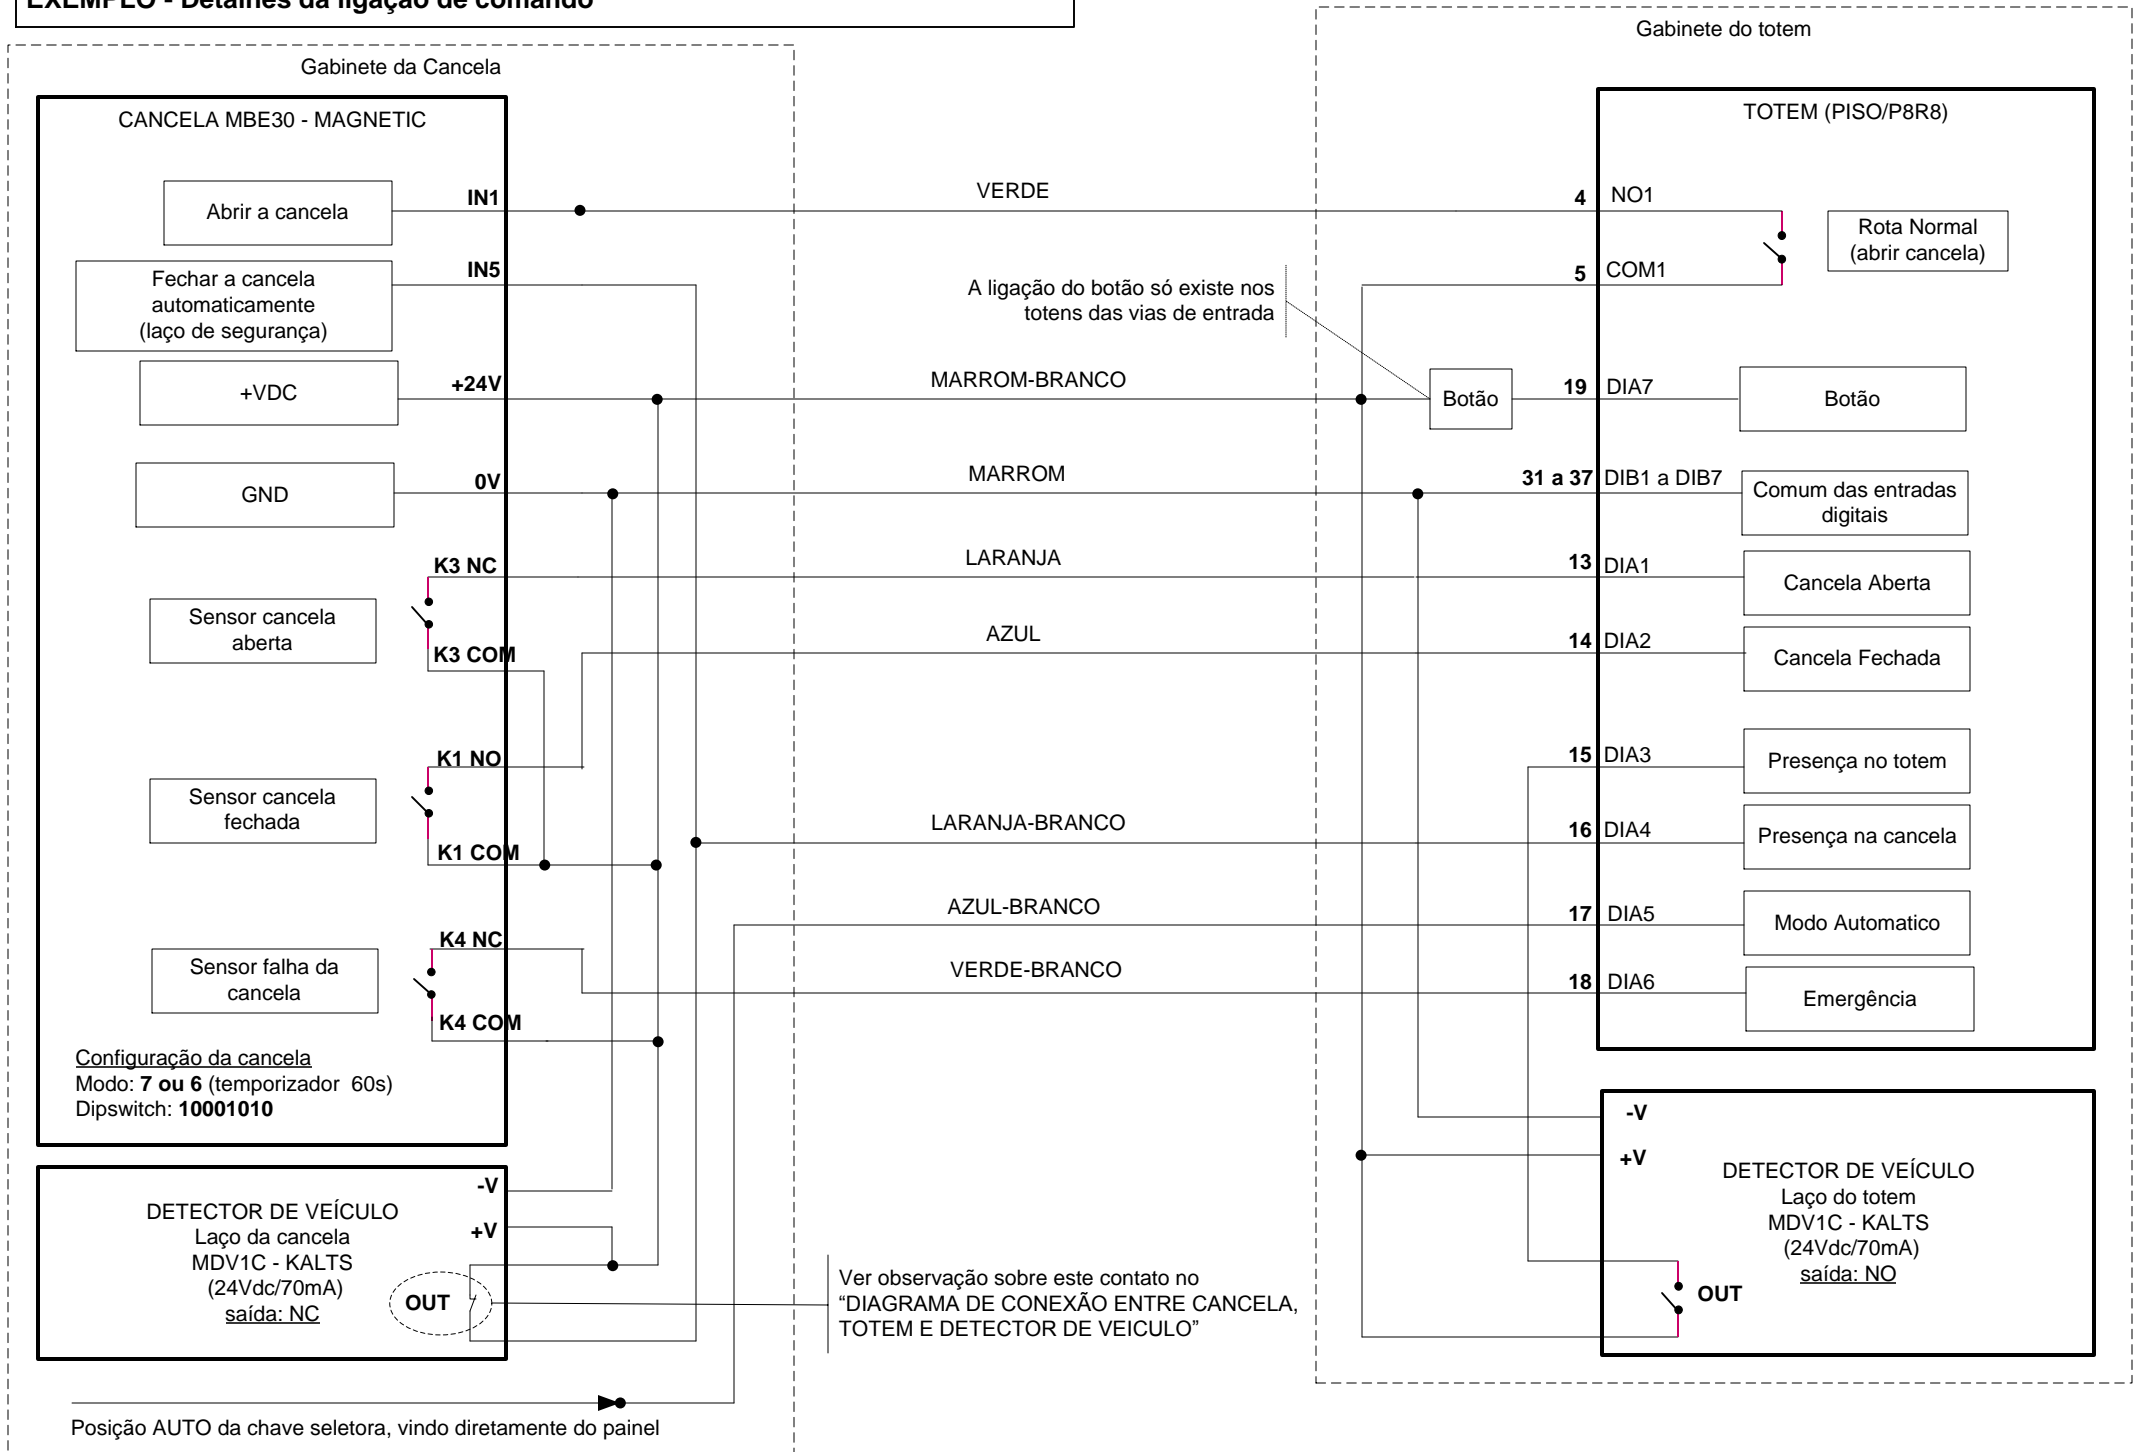 EXEMPLO - Detalhes da ligação de comando
Gabinete da Cancela
Gabinete do totem
CANCELA MBE30 - MAGNETIC
TOTEM (PISO/P8R8)
Abrir a cancela
IN1
VERDE
4
NO1
Rota Normal
(abrir cancela)
Fechar a cancela
automaticamente
(laço de segurança)
IN5
A ligação do botão só existe nos
totens das vias de entrada
5
COM1
+VDC
+24V
MARROM-BRANCO
Botão
19
DIA7
Botão
GND
0V
MARROM
31 a 37
DIB1 a DIB7
Comum das entradas
digitais
K3 NC
LARANJA
13
DIA1
Cancela Aberta
Sensor cancela
aberta
K3 COM
AZUL
14
DIA2
Cancela Fechada
K1 NO
15
DIA3
Presença no totem
Sensor cancela
fechada
K1 COM
LARANJA-BRANCO
16
DIA4
Presença na cancela
AZUL-BRANCO
17
DIA5
Modo Automatico
K4 NC
VERDE-BRANCO
18
DIA6
Emergência
Sensor falha da
cancela
K4 COM
Configuração da cancela
Modo: 7 ou 6 (temporizador  60s)
Dipswitch: 10001010
-V
+V
DETECTOR DE VEÍCULO
Laço da cancela
MDV1C - KALTS
(24Vdc/70mA)
saída: NC
OUT
Ver observação sobre este contato no
“DIAGRAMA DE CONEXÃO ENTRE CANCELA,
TOTEM E DETECTOR DE VEICULO”
-V
+V
DETECTOR DE VEÍCULO
Laço do totem
MDV1C - KALTS
(24Vdc/70mA)
saída: NO
OUT
Posição AUTO da chave seletora, vindo diretamente do painel